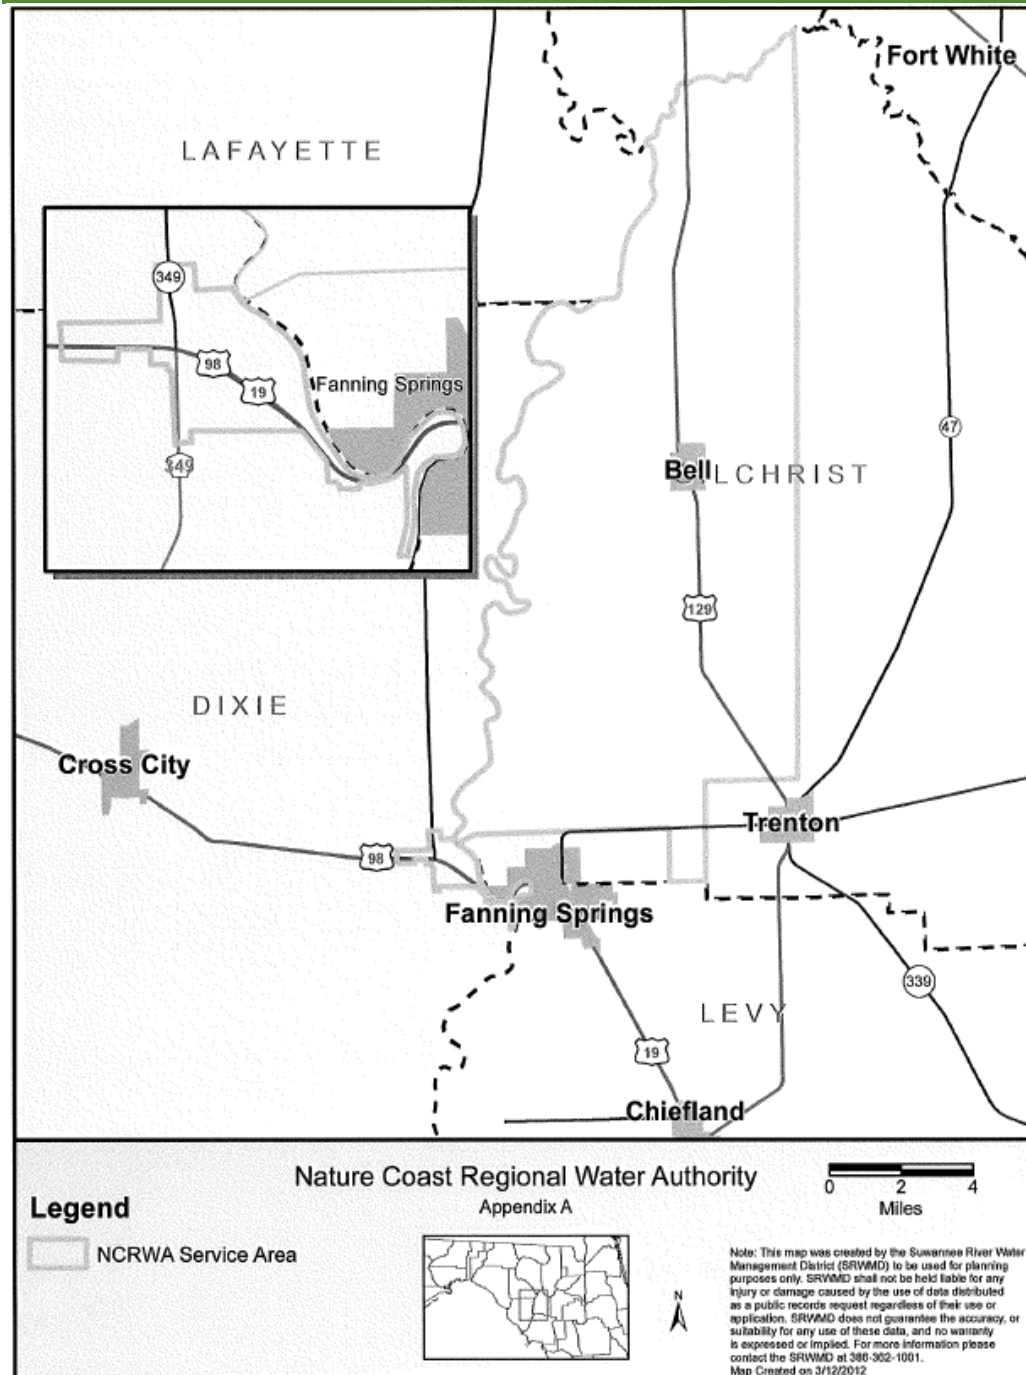 Fort White
LAFAYETTE
349
98
19
Fanning Springs
349
47
Bell
GILCHRIST
129
DIXIE
Cross City
Trenton
98
Fanning Springs
339
LEVY
19
Chiefland
Nature Coast Regional Water Authority
Appendix A
0 2 4
Miles
Legend
NCRWA Service Area
N
Note: This map was created by the Suwannee River Water
Management District (SRWMD) to be used for planning
purposes only. SRWMD shall not be held liable for any
injury or damage caused by the use of data distributed
as a public records request regardless of their use or
application. SRWMD does not guarantee the accuracy, or
suitability for any use of these data, and no warranty
is expressed or implied. For more information please
contact the SRWMD at 386-362-1001.
Map Created on 3/12/2012